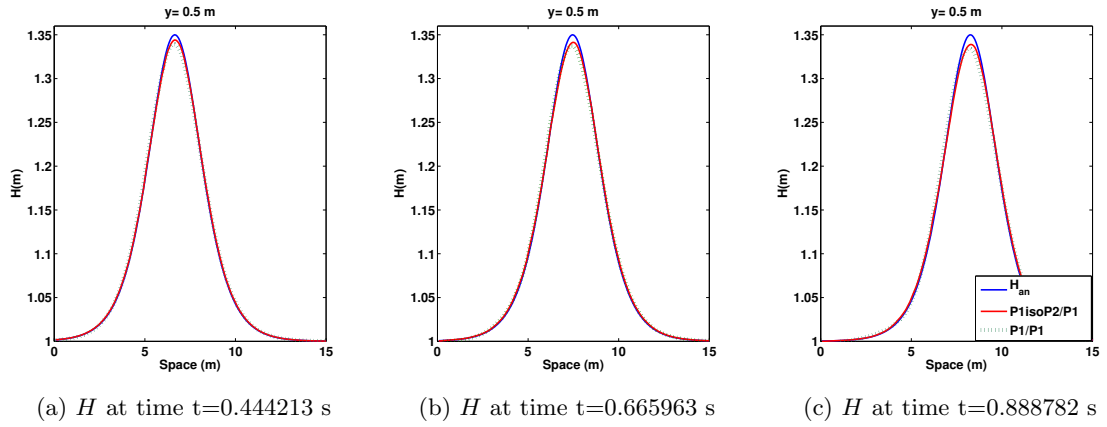 y= 0.5 m
1.35
1.3
1.25
1.2
1.15
1.1
1.05
1
H(m)
0
5
10
15
Space (m)
(a) H at time t=0.444213 s
y= 0.5 m
1.35
1.3
1.25
1.2
1.15
1.1
1.05
1
H(m)
0
5
10
15
Space (m)
(b) H at time t=0.665963 s
y= 0.5 m
1.35
1.3
1.25
1.2
1.15
1.1
1.05
1
H(m)
0
5
10
15
Space (m)
H_an
P1isoP2/P1
P1/P1
(c) H at time t=0.888782 s